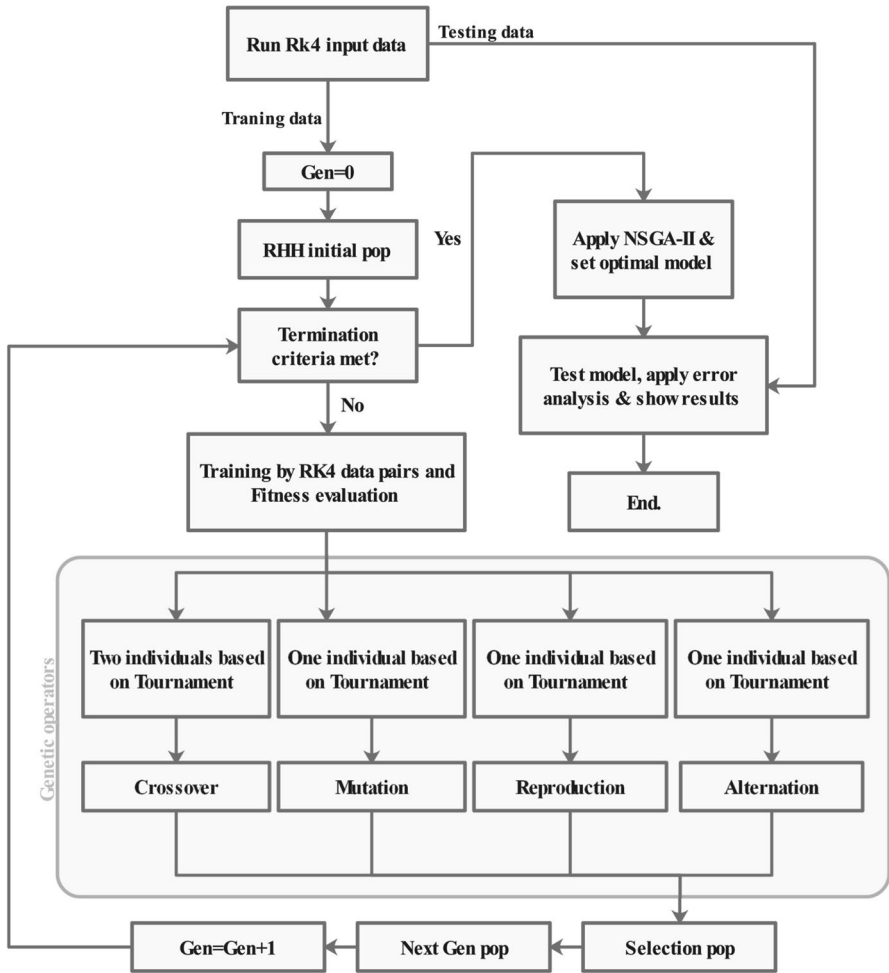 Run Rk4 input data
Testing data
Traning data
Gen=0
RHH initial pop
Yes
Apply NSGA-II &
set optimal model
Termination
criteria met?
Test model, apply error
analysis & show results
No
Training by RK4 data pairs and
Fitness evaluation
End.
Genetic operators
Two individuals based
on Tournament
One individual based
on Tournament
One individual based
on Tournament
One individual based
on Tournament
Crossover
Mutation
Reproduction
Alternation
Gen=Gen+1
Next Gen pop
Selection pop